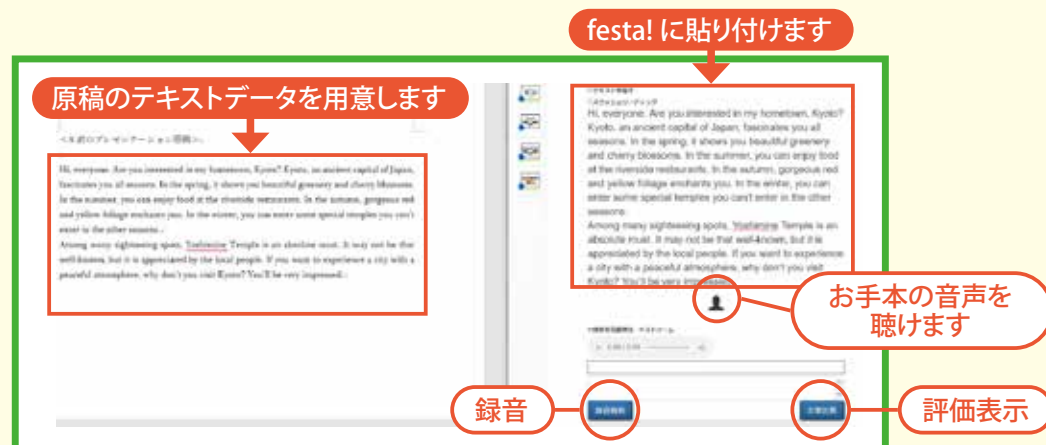 festa! に貼り付けます
原稿のテキストデータを用意します
Hi, everyone. Are you interested in my hometown, Kyoto? Kyoto, an ancient capital of Japan,
fascinates you all seasons. In the spring, it shows you beautiful greenery and cherry blossoms.
In the summer, you can enjoy food at the riverside restaurants. In the autumn, gorgeous red
and yellow foliage enchants you. In the winter, you can enter some special temples you can't
enter in the other seasons.
Among many sightseeing spots, Yoshimine Temple is an absolute must. It may not be that
well-known, but it is appreciated by the local people. If you want to experience a city with a
peaceful atmosphere, why don't you visit Kyoto? You'll be very impressed.
Hi, everyone. Are you interested in my hometown, Kyoto?
Kyoto, an ancient capital of Japan, fascinates you all
seasons. In the spring, it shows you beautiful greenery
and cherry blossoms. In the summer, you can enjoy food
at the riverside restaurants. In the autumn, gorgeous red
and yellow foliage enchants you. In the winter, you can
enter some special temples you can't enter in the other
seasons.
Among many sightseeing spots, Yoshimine Temple is an
absolute must. It may not be that well-known, but it is
appreciated by the local people. If you want to experience
a city with a peaceful atmosphere, why don't you visit
Kyoto? You'll be very impressed.
お手本の音声を
聴けます
録音
評価表示